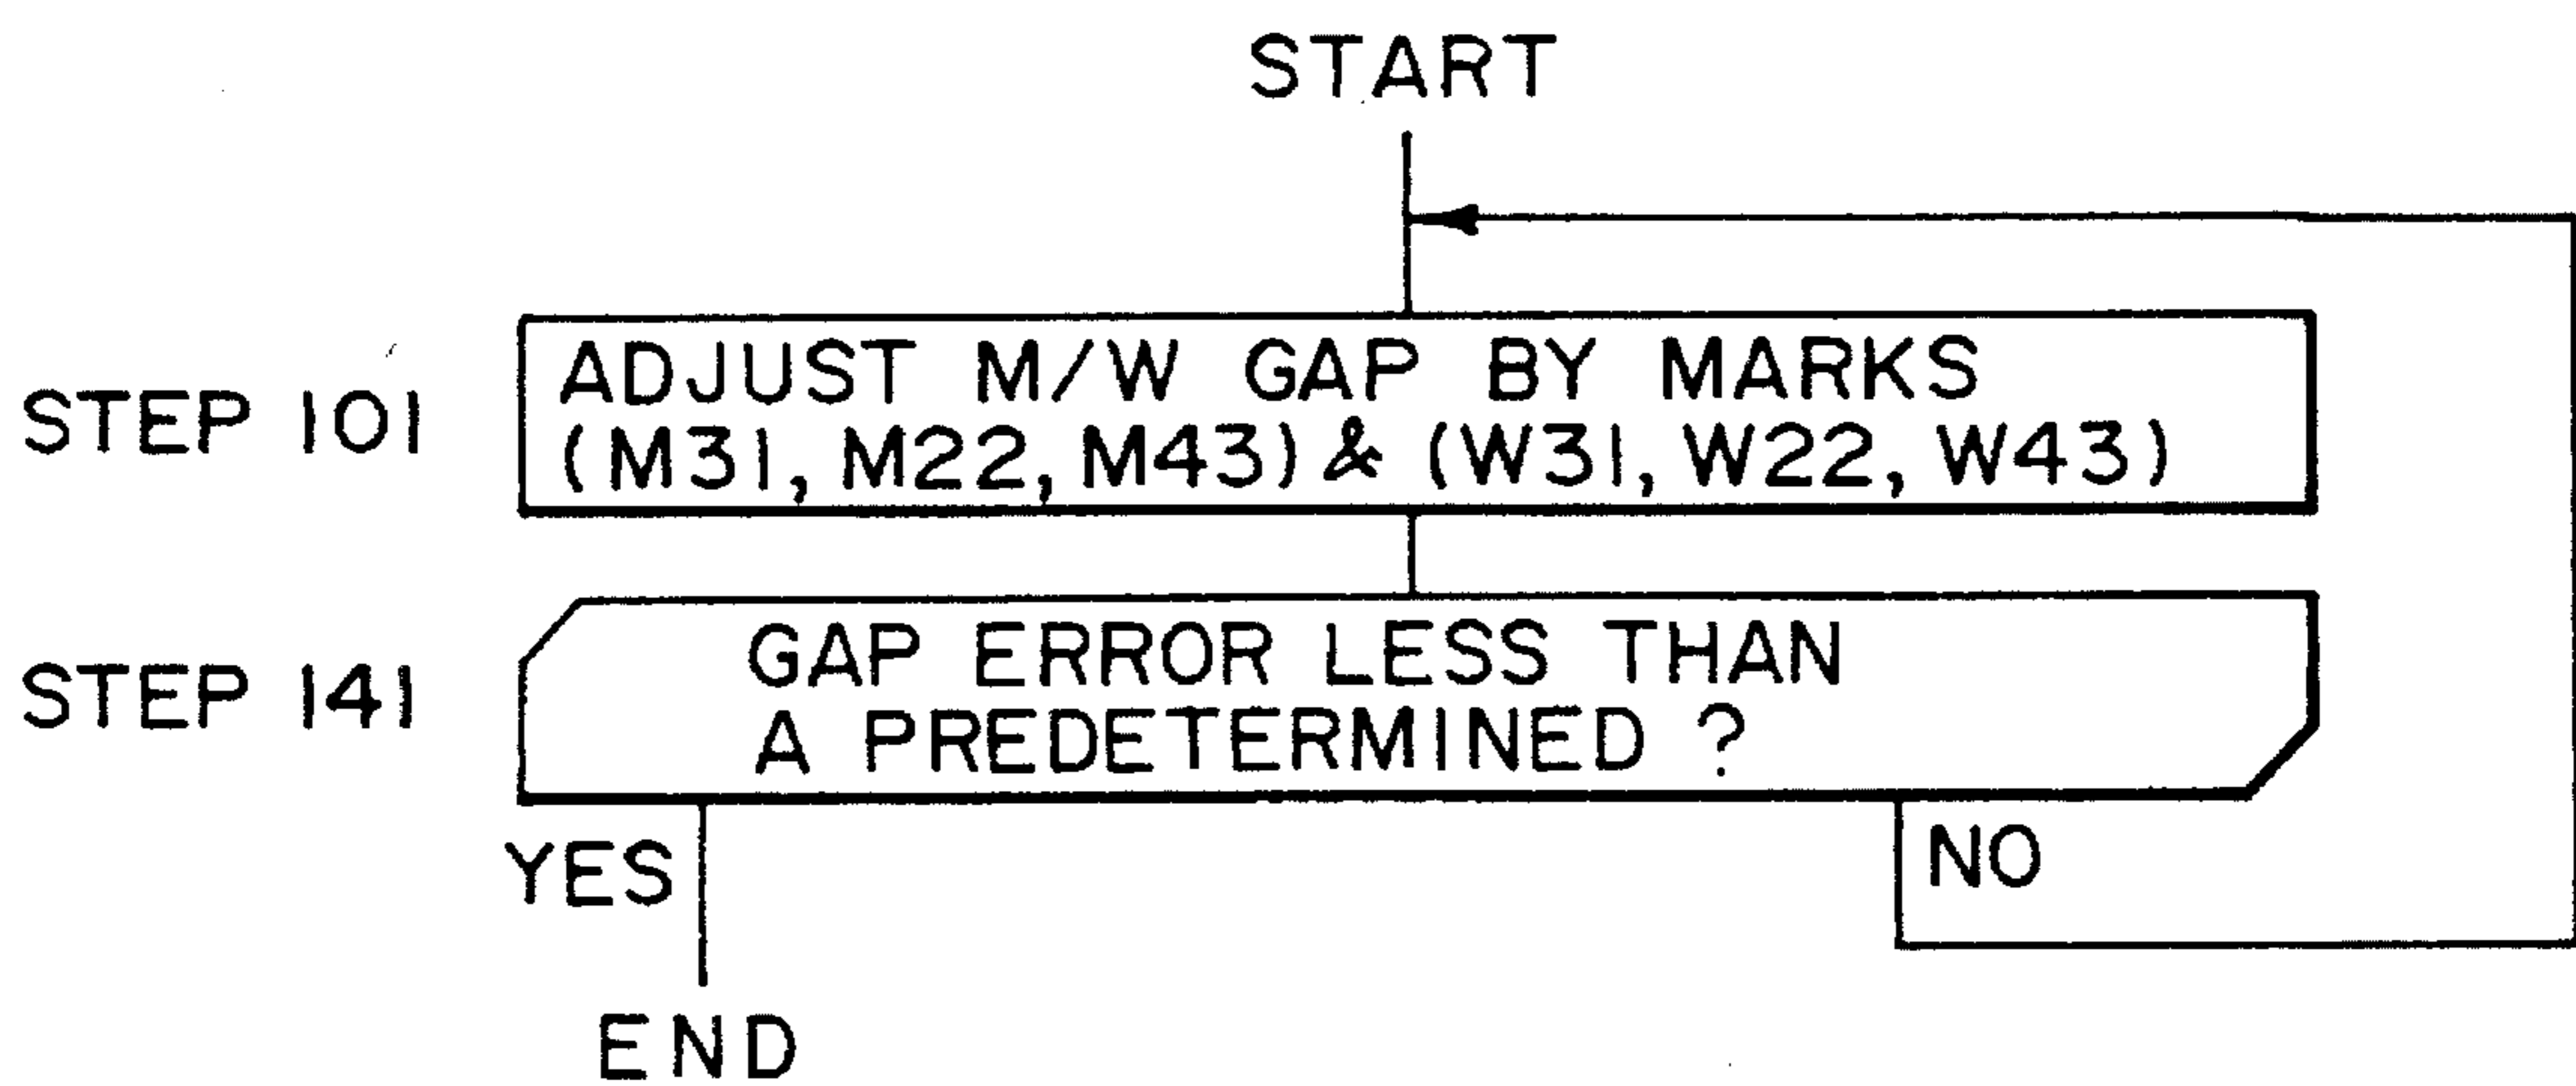 START
STEP 101
ADJUST M/W GAP BY MARKS
(M31, M22, M43) & (W31, W22, W43)
STEP 141
GAP ERROR LESS THAN
A PREDETERMINED ?
YES
NO
END